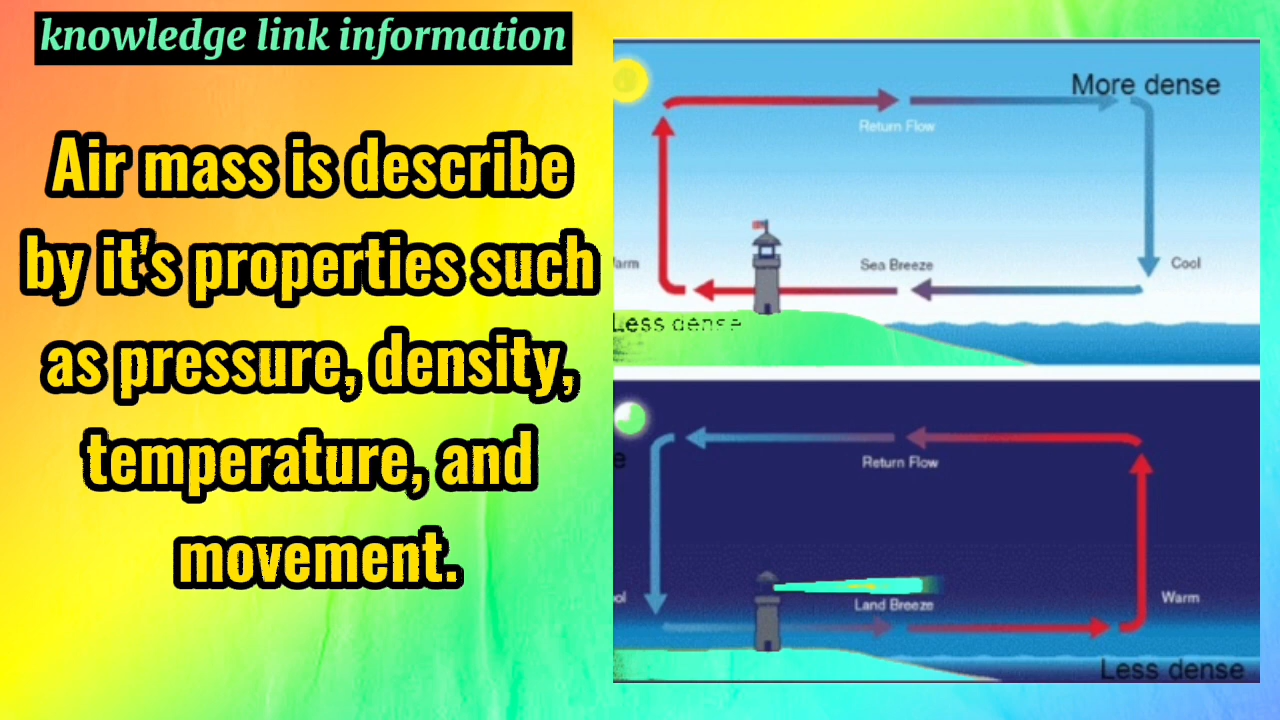 knowledge link information
Air mass is describe
by it's properties such
as pressure, density,
temperature, and
movement.
More dense
Return Flow
Sea Breeze
Cool
Less dense
Return Flow
Land Breeze
Warm
Less dense